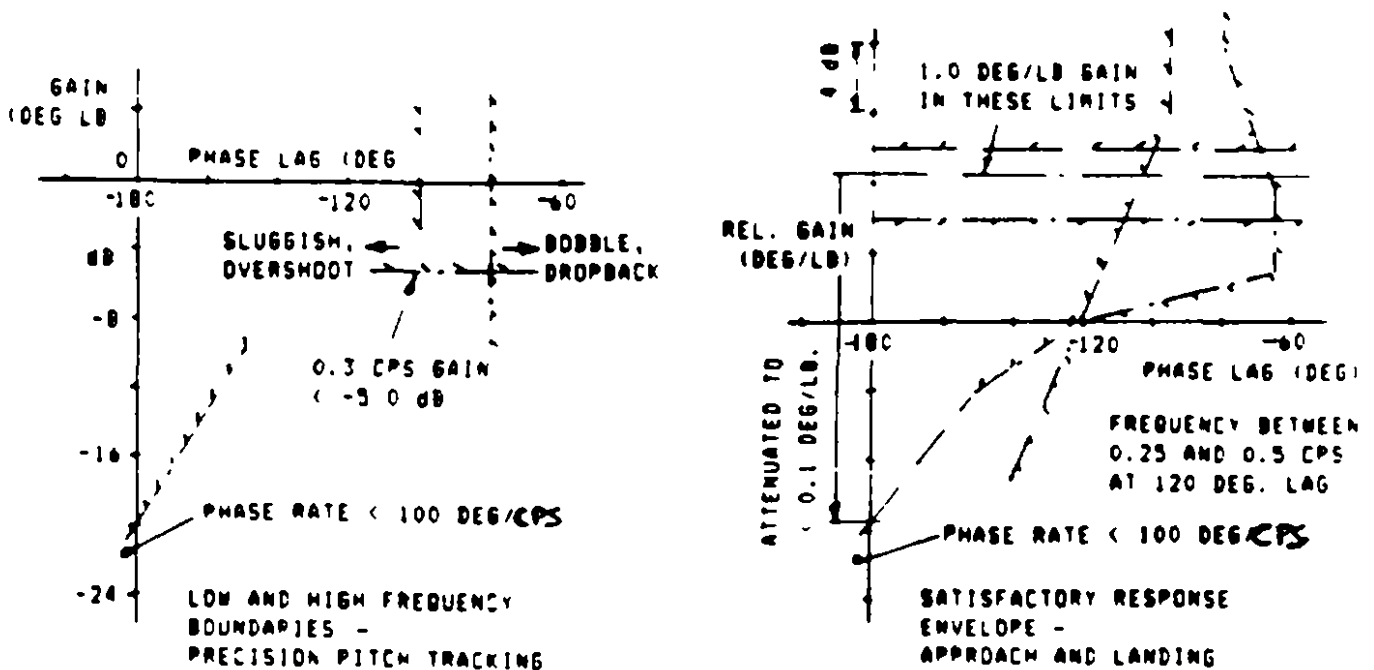 GAIN
(DEG LB
0
PHASE LAG (DEG
-180
-120
-60
SLUGGISH,
OVERSHOOT
BOBBLE,
DROPBACK
dB
-8
0.3 CPS GAIN
< -9 0 dB
-16
PHASE RATE < 100 DEG/CPS
-24
LOW AND HIGH FREQUENCY
BOUNDARIES -
PRECISION PITCH TRACKING
4 dB
1.0 DEG/LB GAIN
IN THESE LIMITS
REL. GAIN
(DEG/LB)
-180
-120
-60
PHASE LAG (DEG)
ATTENUATED TO
< 0.1 DEG/LB.
FREQUENCY BETWEEN
0.25 AND 0.5 CPS
AT 120 DEG. LAG
PHASE RATE < 100 DEG/CPS
SATISFACTORY RESPONSE
ENVELOPE -
APPROACH AND LANDING